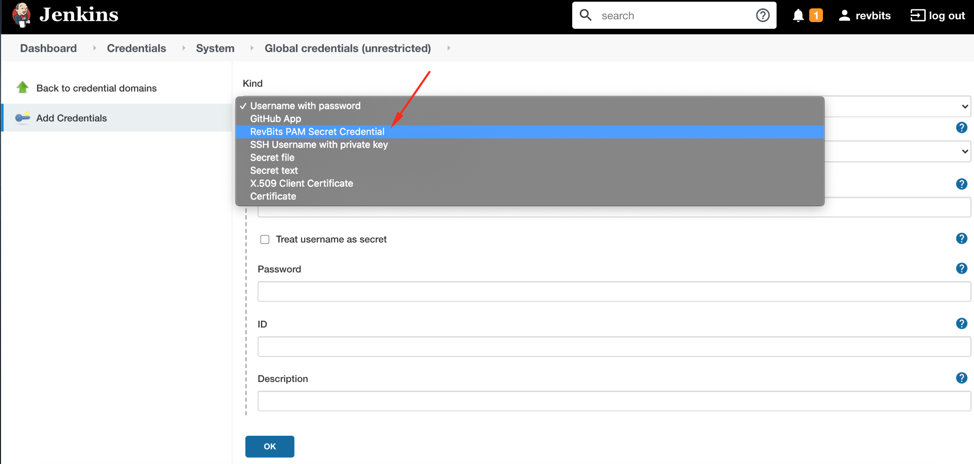 Jenkins
search
1
revbits
log out
Dashboard
Credentials
System
Global credentials (unrestricted)
Back to credential domains
Add Credentials
Kind
✓ Username with password
GitHub App
RevBits PAM Secret Credential
SSH Username with private key
Secret file
Secret text
X.509 Client Certificate
Certificate
Treat username as secret
Password
ID
Description
OK